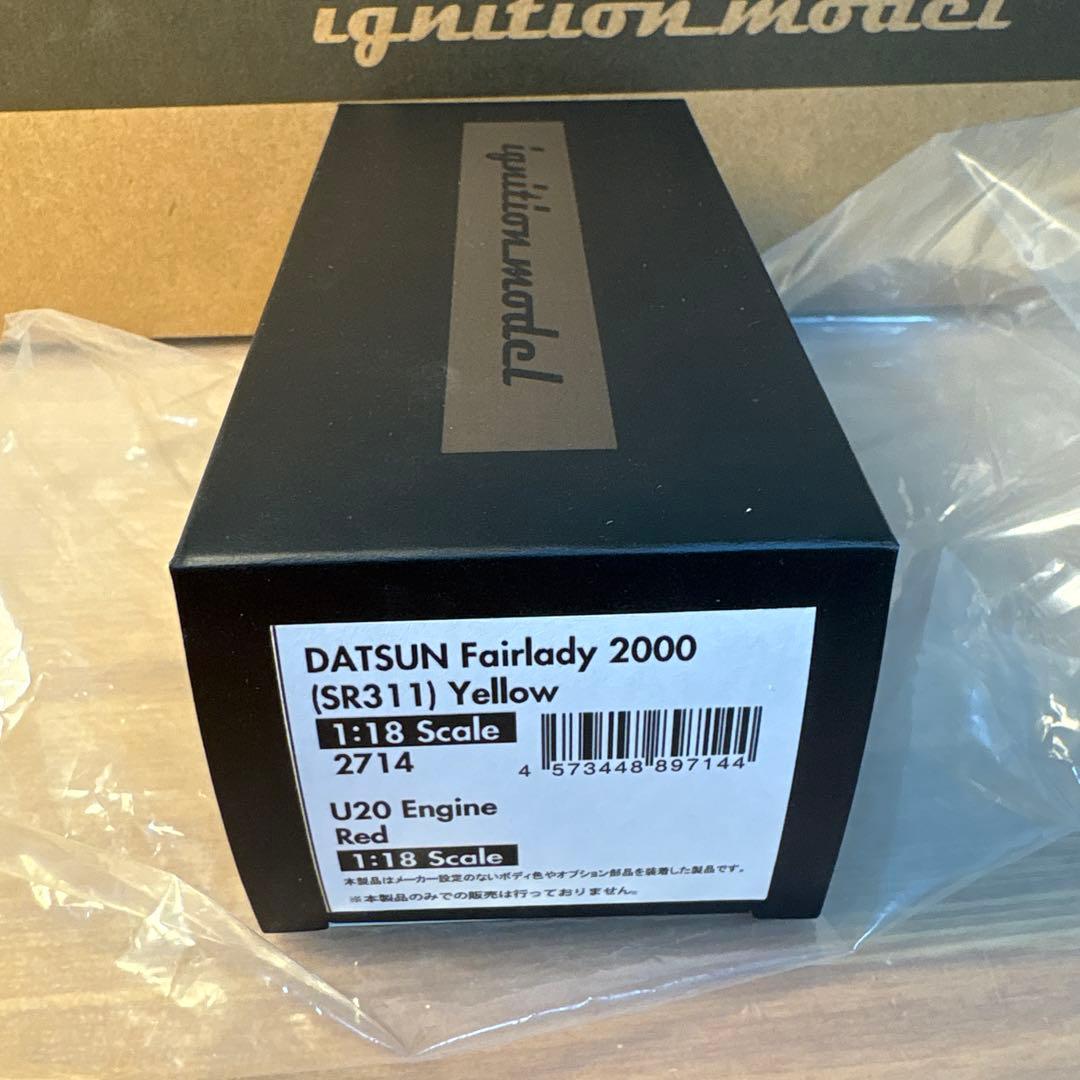 ignition model
ignition model
DATSUN Fairlady 2000
(SR311) Yellow
1:18 Scale
2714
4 573448 897144
U20 Engine
Red
1:18 Scale
本製品はメーカー設定のないボディ色やオプション部品を装着した製品です。
※本製品のみでの販売は行っておりません。